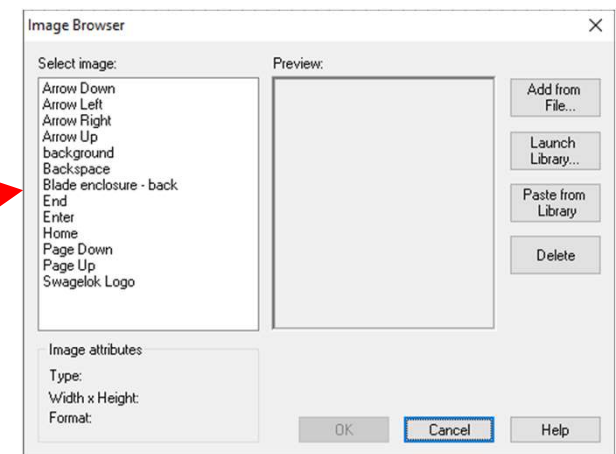 Image Browser
Select image:
Preview:
Arrow Down
Arrow Left
Arrow Right
Arrow Up
background
Backspace
Blade enclosure - back
End
Enter
Home
Page Down
Page Up
Swagelok Logo
Add from
File...
Launch
Library...
Paste from
Library
Delete
Image attributes
Type:
Width x Height:
Format:
OK
Cancel
Help